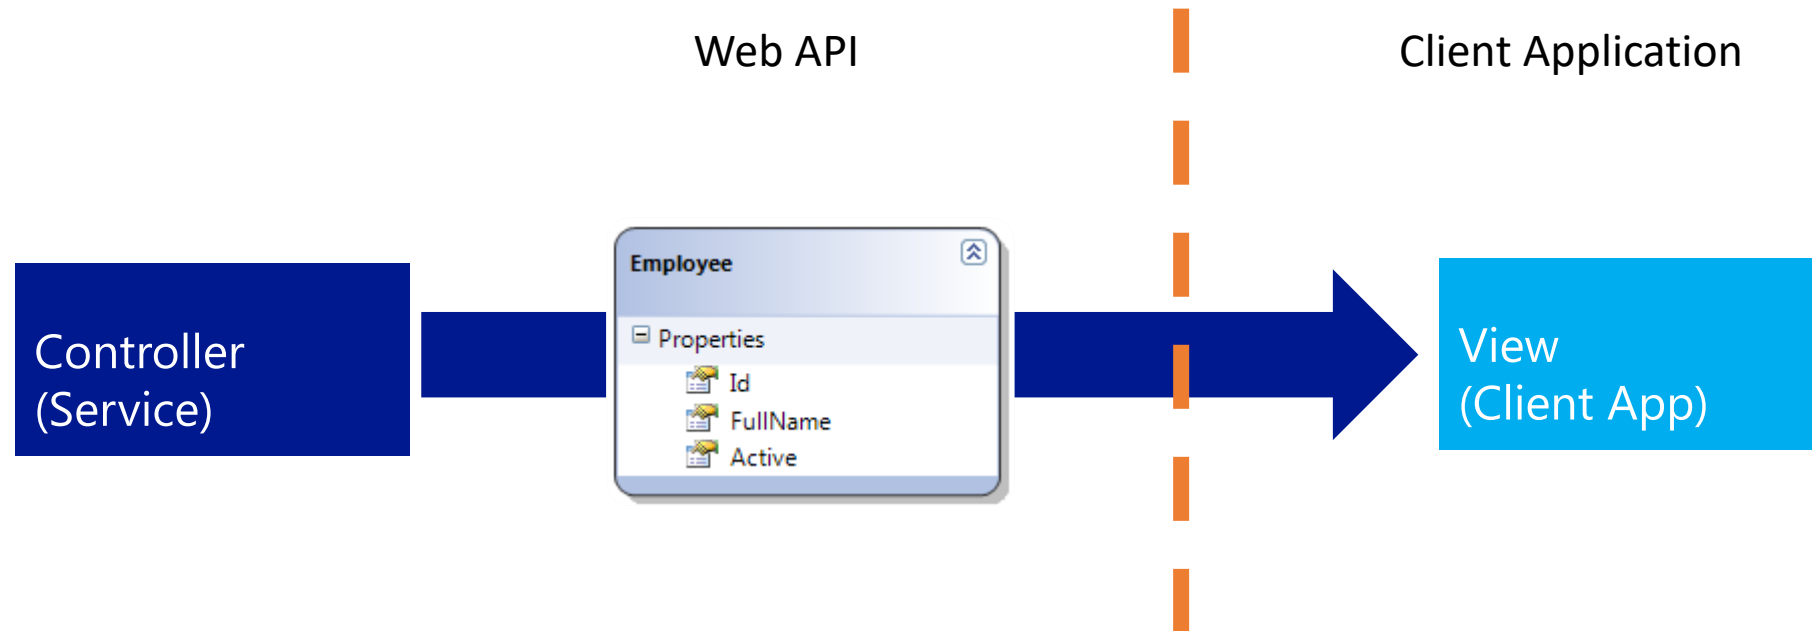 Web API
Client Application
Controller
(Service)
Employee
Properties
Id
FullName
Active
View
(Client App)